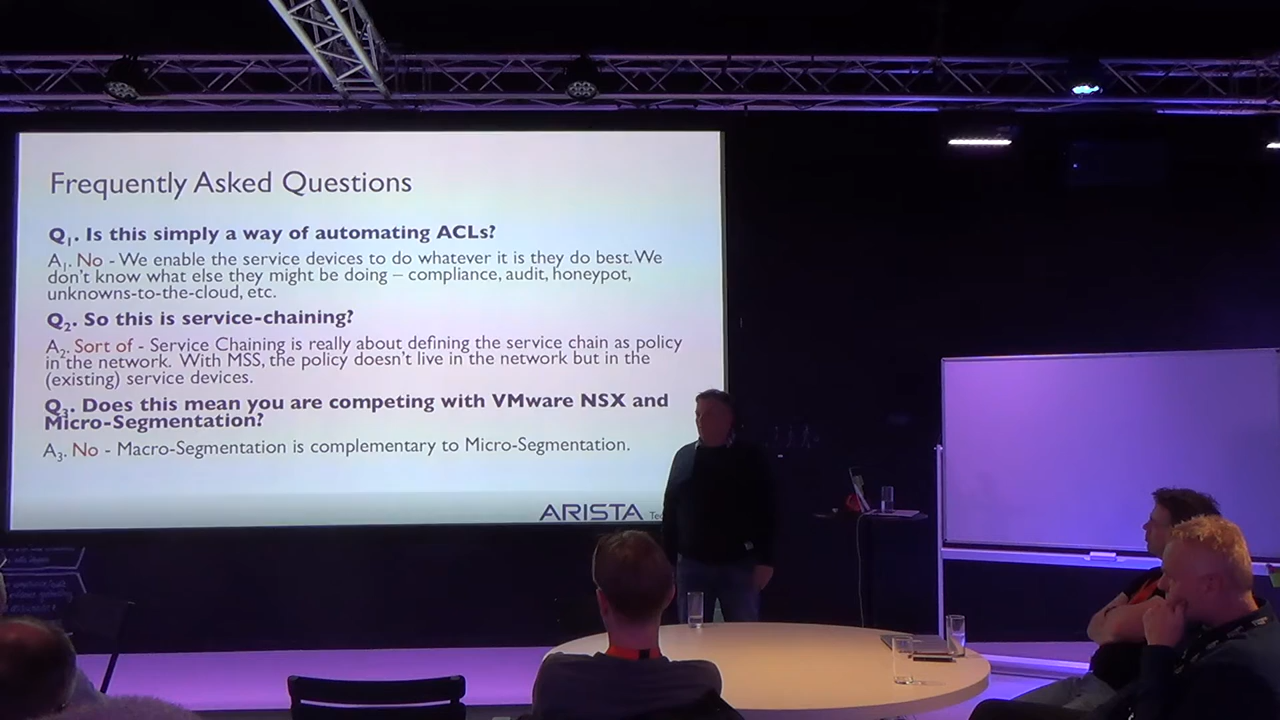 Frequently Asked Questions
Q1. Is this simply a way of automating ACLs?
A1. No - We enable the service devices to do whatever it is they do best. We
don't know what else they might be doing – compliance, audit, honeypot,
unknowns-to-the-cloud, etc.
Q2. So this is service-chaining?
A2. Sort of - Service Chaining is really about defining the service chain as policy
in the network. With MSS, the policy doesn't live in the network but in the
(existing) service devices.
Q3. Does this mean you are competing with VMware NSX and
Micro-Segmentation?
A3. No - Macro-Segmentation is complementary to Micro-Segmentation.
ARISTA